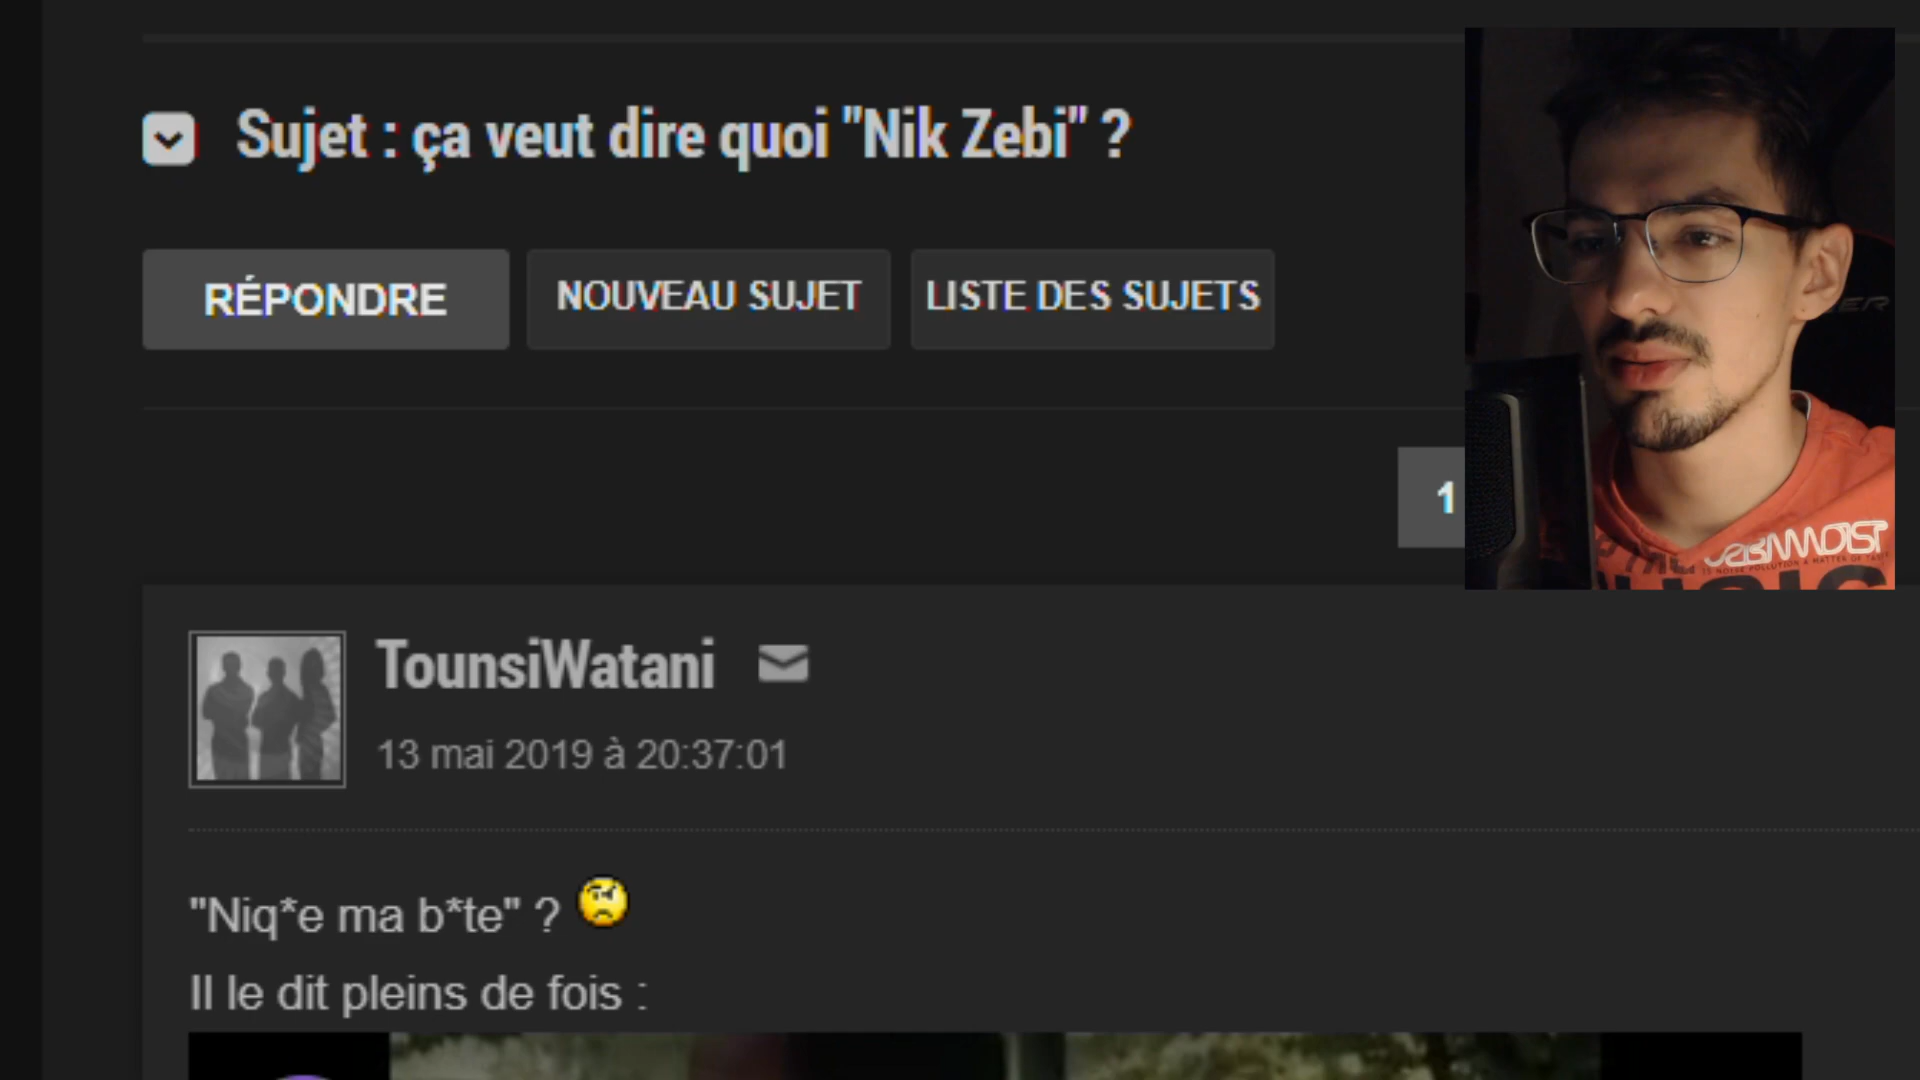 Sujet : ça veut dire quoi "Nik Zebi" ?
RÉPONDRE
NOUVEAU SUJET
LISTE DES SUJETS
1
TounsiWatani
13 mai 2019 à 20:37:01
"Niq*e ma b*te" ?
Il le dit pleins de fois :